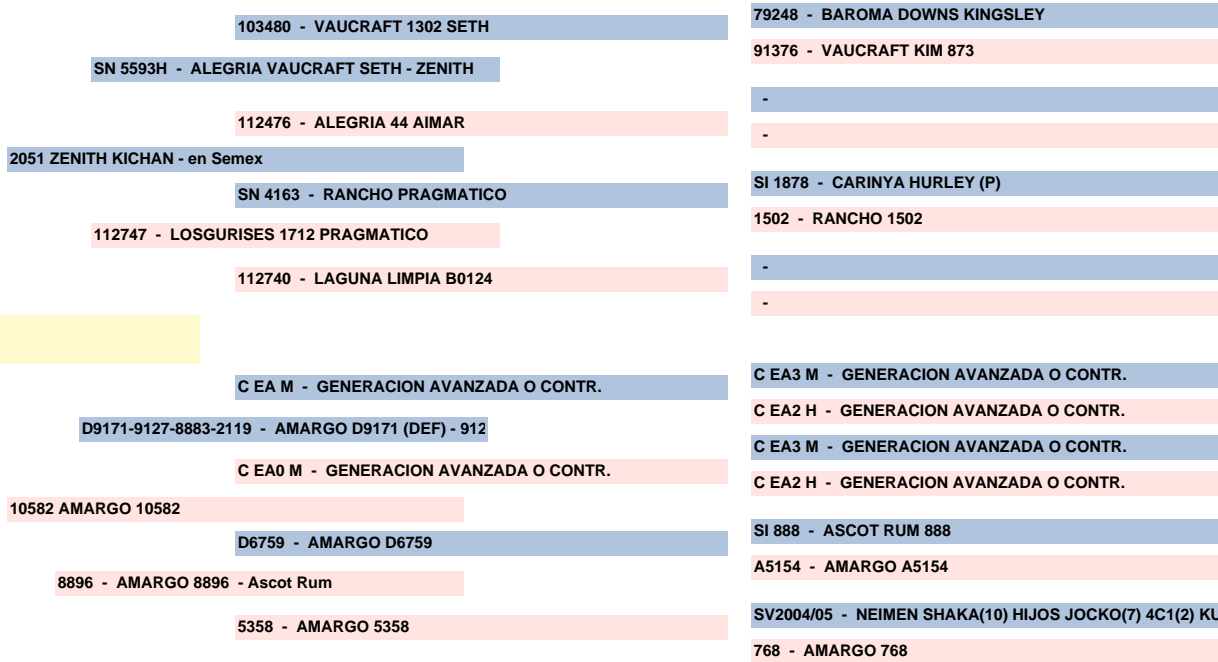 79248 - BAROMA DOWNS KINGSLEY
103480 - VAUCRAFT 1302 SETH
91376 - VAUCRAFT KIM 873
SN 5593H - ALEGRIA VAUCRAFT SETH - ZENITH
-
112476 - ALEGRIA 44 AIMAR
-
2051 ZENITH KICHAN - en Semex
SI 1878 - CARINYA HURLEY (P)
SN 4163 - RANCHO PRAGMATICO
1502 - RANCHO 1502
112747 - LOSGURISES 1712 PRAGMATICO
-
112740 - LAGUNA LIMPIA B0124
-
C EA3 M - GENERACION AVANZADA O CONTR.
C EA M - GENERACION AVANZADA O CONTR.
C EA2 H - GENERACION AVANZADA O CONTR.
D9171-9127-8883-2119 - AMARGO D9171 (DEF) - 912
C EA3 M - GENERACION AVANZADA O CONTR.
C EA0 M - GENERACION AVANZADA O CONTR.
C EA2 H - GENERACION AVANZADA O CONTR.
10582 AMARGO 10582
SI 888 - ASCOT RUM 888
D6759 - AMARGO D6759
A5154 - AMARGO A5154
8896 - AMARGO 8896 - Ascot Rum
SV2004/05 - NEIMEN SHAKA(10) HIJOS JOCKO(7) 4C1(2) KU
5358 - AMARGO 5358
768 - AMARGO 768